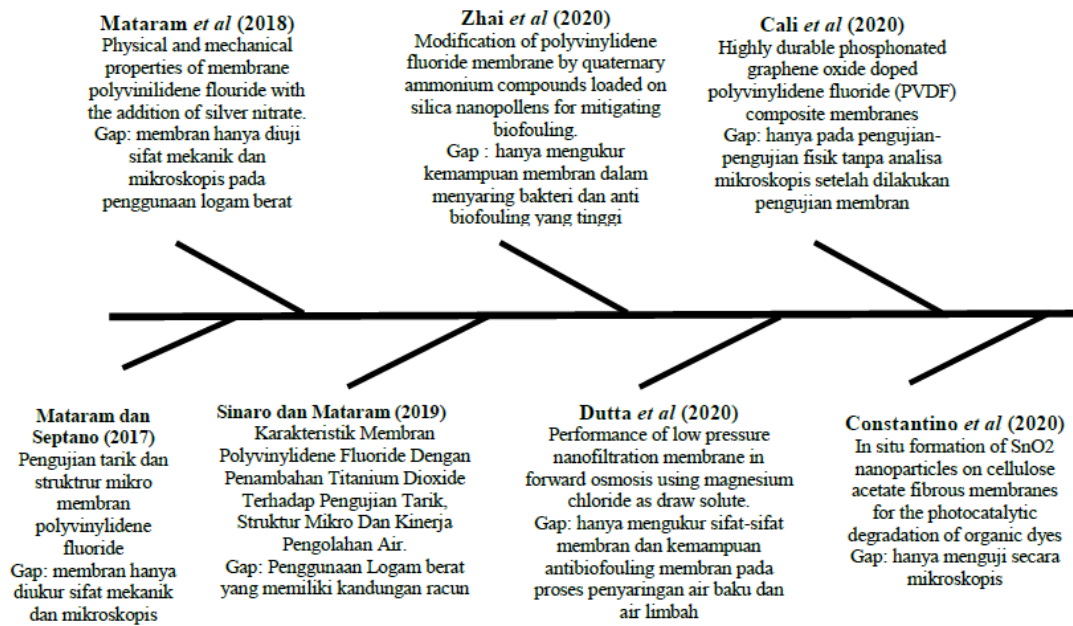 Mataram et al (2018)
Physical and mechanical
properties of membrane
polyvinilidene flouride with
the addition of silver nitrate.
Gap: membran hanya diuji
sifat mekanik dan
mikroskopis pada
penggunaan logam berat
Zhai et al (2020)
Modification of polyvinylidene
fluoride membrane by quaternary
ammonium compounds loaded on
silica nanopollens for mitigating
biofouling.
Gap : hanya mengukur
kemampuan membran dalam
menyaring bakteri dan anti
biofouling yang tinggi
Cali et al (2020)
Highly durable phosphonated
graphene oxide doped
polyvinylidene fluoride (PVDF)
composite membranes
Gap: hanya pada pengujian-
pengujian fisik tanpa analisa
mikroskopis setelah dilakukan
pengujian membran
Mataram dan
Septano (2017)
Pengujian tarik dan
struktrur mikro
membran
polyvinylidene
fluoride
Gap: membran hanya
diukur sifat mekanik
dan mikroskopis
Sinaro dan Mataram (2019)
Karakteristik Membran
Polyvinylidene Fluoride Dengan
Penambahan Titanium Dioxide
Terhadap Pengujian Tarik,
Struktur Mikro Dan Kinerja
Pengolahan Air.
Gap: Penggunaan Logam berat
yang memiliki kandungan racun
Dutta et al (2020)
Performance of low pressure
nanofiltration membrane in
forward osmosis using magnesium
chloride as draw solute.
Gap: hanya mengukur sifat-sifat
membran dan kemampuan
antibiofouling membran pada
proses penyaringan air baku dan
air limbah
Constantino et al (2020)
In situ formation of SnO2
nanoparticles on cellulose
acetate fibrous membranes
for the photocatalytic
degradation of organic dyes
Gap: hanya menguji secara
mikroskopis